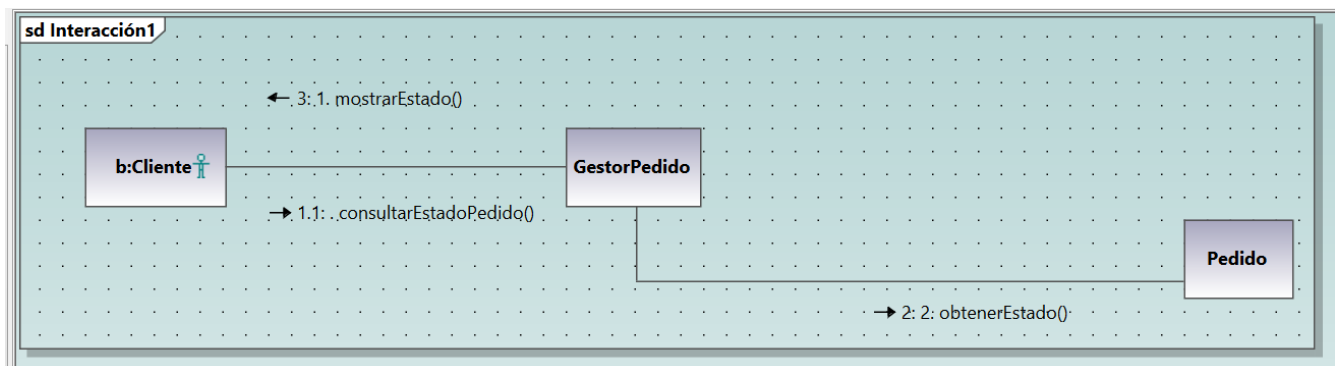 sd Interacción1
3: 1. mostrarEstado()
b:Cliente
GestorPedido
1.1: . consultarEstadoPedido()
Pedido
2: 2: obtenerEstado()